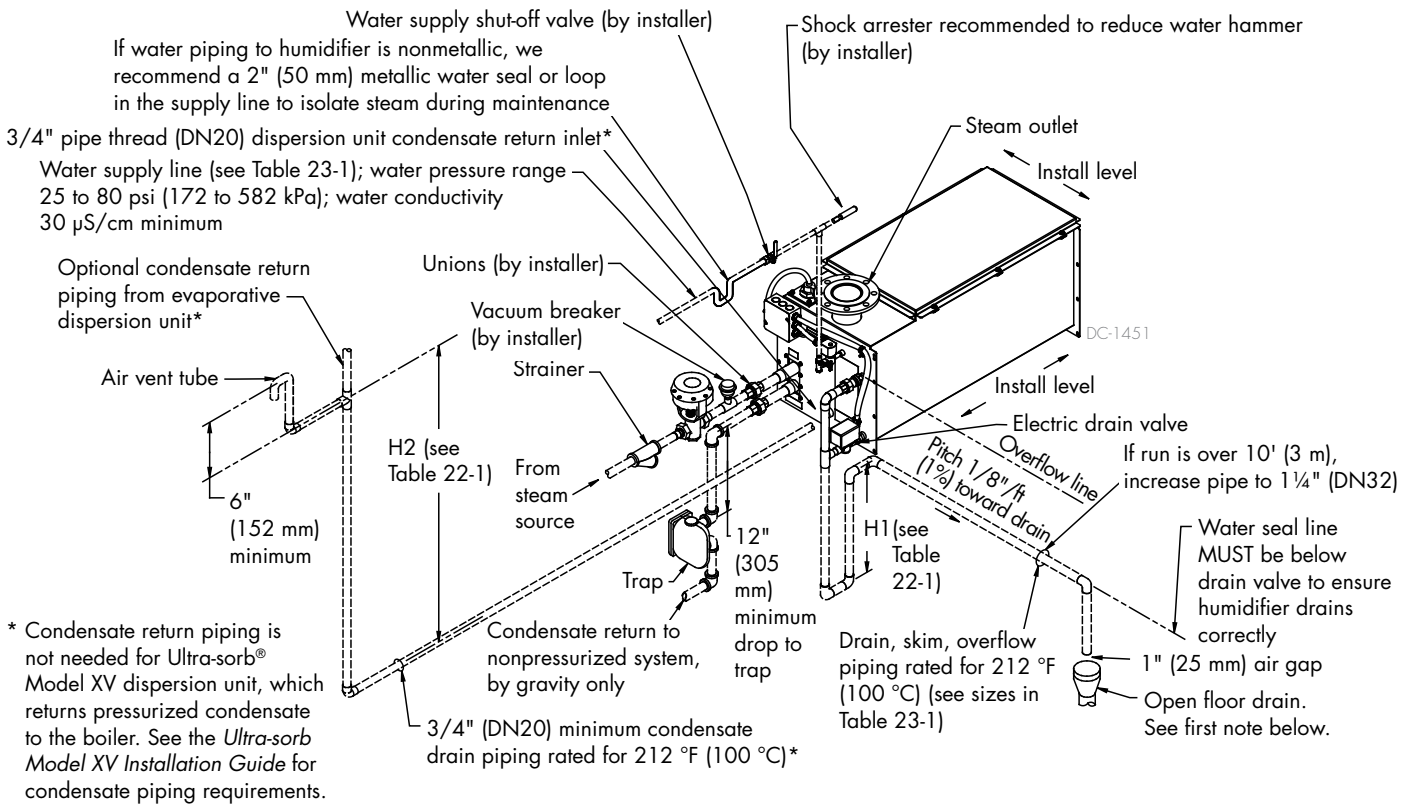 Water supply shut-off valve (by installer)
If water piping to humidifier is nonmetallic, we
recommend a 2" (50 mm) metallic water seal or loop
in the supply line to isolate steam during maintenance
3/4" pipe thread (DN20) dispersion unit condensate return inlet*
Water supply line (see Table 23-1); water pressure range
25 to 80 psi (172 to 582 kPa); water conductivity
30 µS/cm minimum
Shock arrester recommended to reduce water hammer
(by installer)
Steam outlet
Install level
DC-1451
Install level
Optional condensate return
piping from evaporative
dispersion unit*
Unions (by installer)
Vacuum breaker
(by installer)
Strainer
Air vent tube
H2 (see
Table 22-1)
6"
(152 mm)
minimum
From
steam
source
Trap
12"
(305
mm)
minimum
drop to
trap
Condensate return to
nonpressurized system,
by gravity only
Electric drain valve
Overflow line
Pitch 1/8"/ft
(1%) toward drain
H1(see
Table
22-1)
If run is over 10' (3 m),
increase pipe to 1¼" (DN32)
Water seal line
MUST be below
drain valve to ensure
humidifier drains
correctly
1" (25 mm) air gap
Open floor drain.
See first note below.
Drain, skim, overflow
piping rated for 212 °F
(100 °C) (see sizes in
Table 23-1)
3/4" (DN20) minimum condensate
drain piping rated for 212 °F (100 °C)*
* Condensate return piping is
not needed for Ultra-sorb®
Model XV dispersion unit, which
returns pressurized condensate
to the boiler. See the Ultra-sorb
Model XV Installation Guide for
condensate piping requirements.